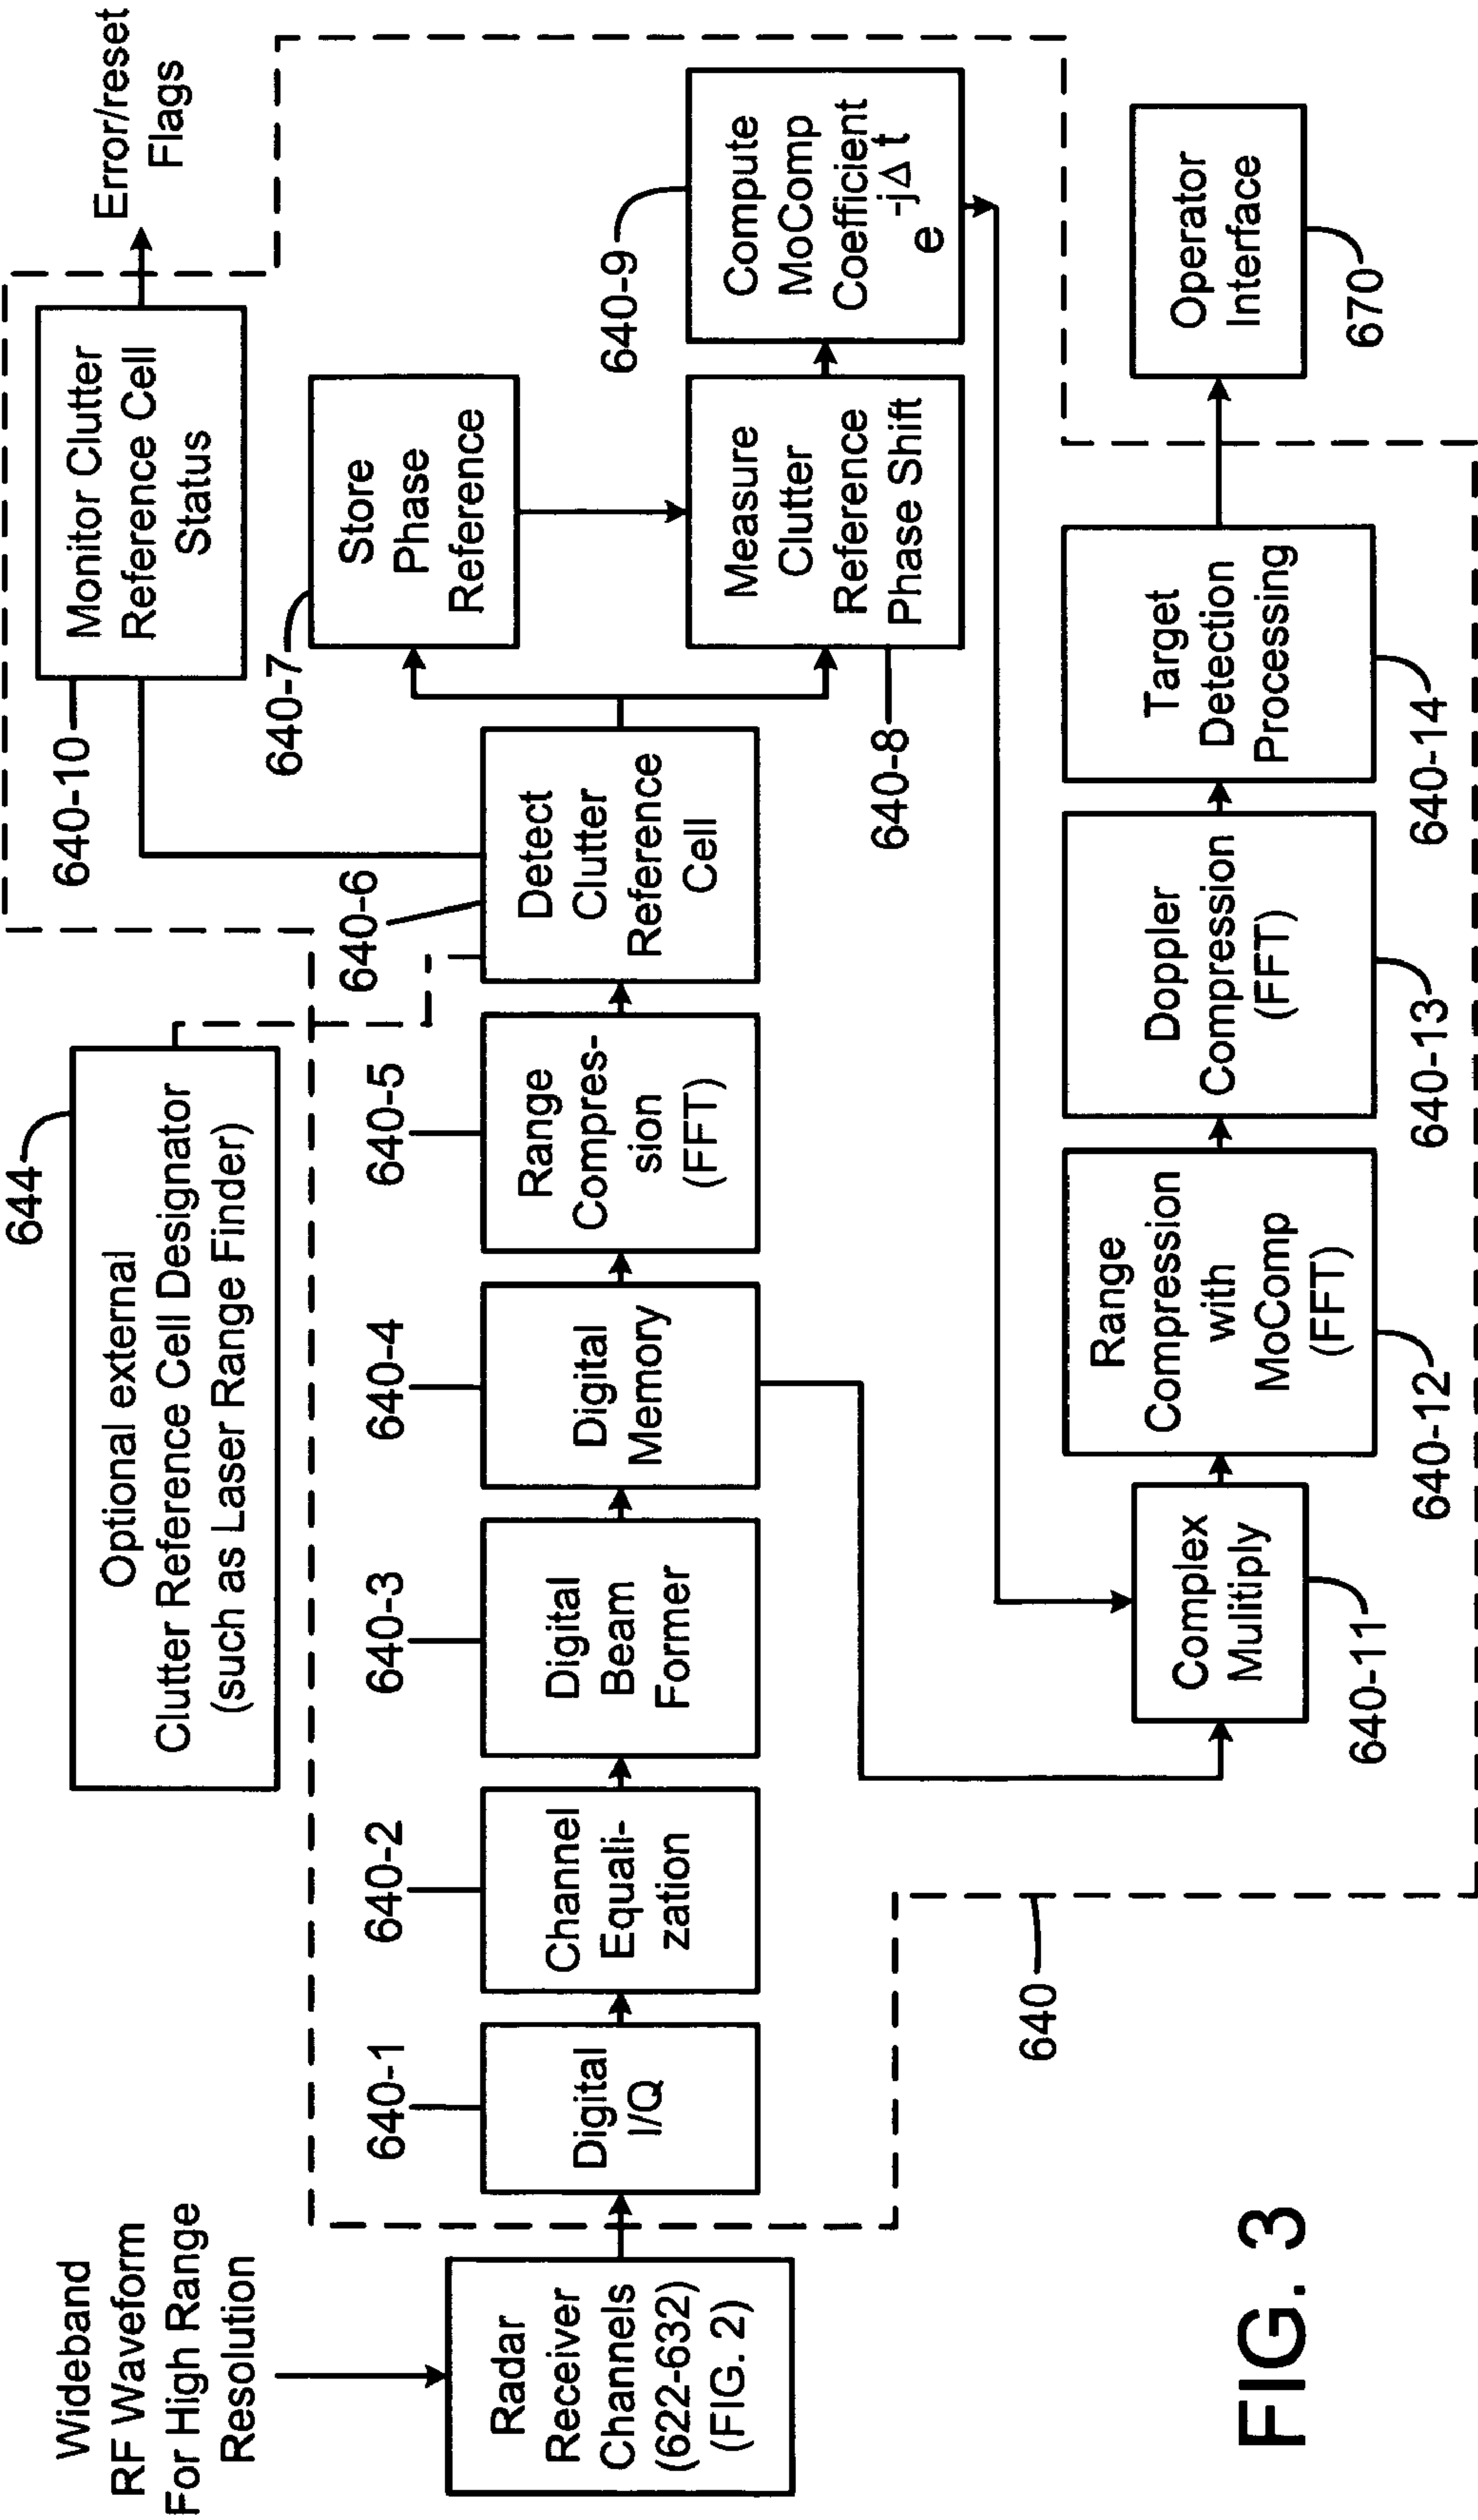 Wideband
RF Waveform
For High Range
Resolution
Radar
Receiver
Channels
(622-632)
(FIG. 2)
644
Optional external
Clutter Reference Cell Designator
(such as Laser Range Finder)
640-1
Digital
I/Q
640-2
Channel
Equali-
zation
640-3
Digital
Beam
Former
640-4
Digital
Memory
640-5
Range
Compres-
sion
(FFT)
640-6
Detect
Clutter
Reference
Cell
640-10
Monitor Clutter
Reference Cell
Status
Error/reset
Flags
640-7
Store
Phase
Reference
640-8
Measure
Clutter
Reference
Phase Shift
640-9
Compute
MoComp
Coefficient
e -jΔt
640
640-11
Complex
Mulitiply
640-12
Range
Compression
with
MoComp
(FFT)
640-13
Doppler
Compression
(FFT)
640-14
Target
Detection
Processing
Operator
Interface
670
FIG. 3